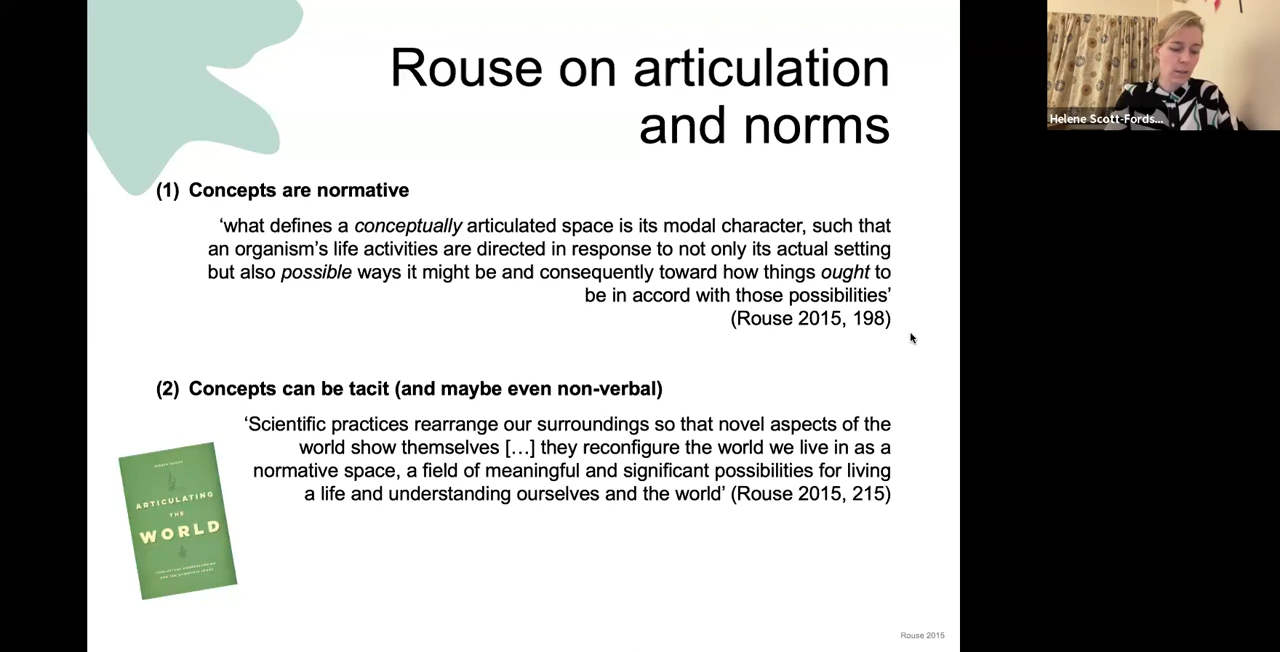 Rouse on articulation
and norms
(1) Concepts are normative
‘what defines a conceptually articulated space is its modal character, such that
an organism’s life activities are directed in response to not only its actual setting
but also possible ways it might be and consequently toward how things ought to
be in accord with those possibilities’
(Rouse 2015, 198)
(2) Concepts can be tacit (and maybe even non-verbal)
‘Scientific practices rearrange our surroundings so that novel aspects of the
world show themselves […] they reconfigure the world we live in as a
normative space, a field of meaningful and significant possibilities for living
a life and understanding ourselves and the world’ (Rouse 2015, 215)
ARTICULATING
THE
WORLD
Rouse 2015
Helene Scott-Fords...